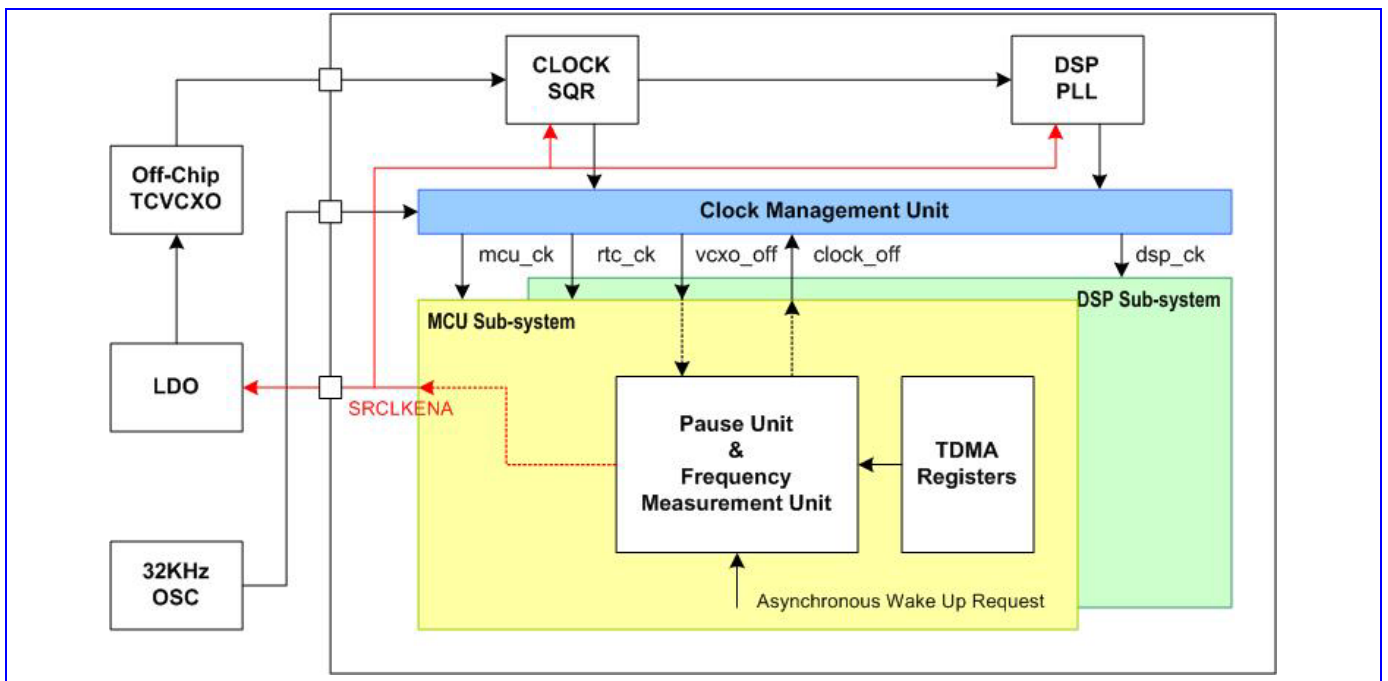 CLOCK
SQR
DSP
PLL
Off-Chip
TCVCXO
Clock Management Unit
mcu_ck
rtc_ck
vcxo_off
clock_off
dsp_ck
DSP Sub-system
MCU Sub-system
LDO
SRCLKENA
Pause Unit
&
Frequency
Measurement Unit
TDMA
Registers
32KHz
OSC
Asynchronous Wake Up Request